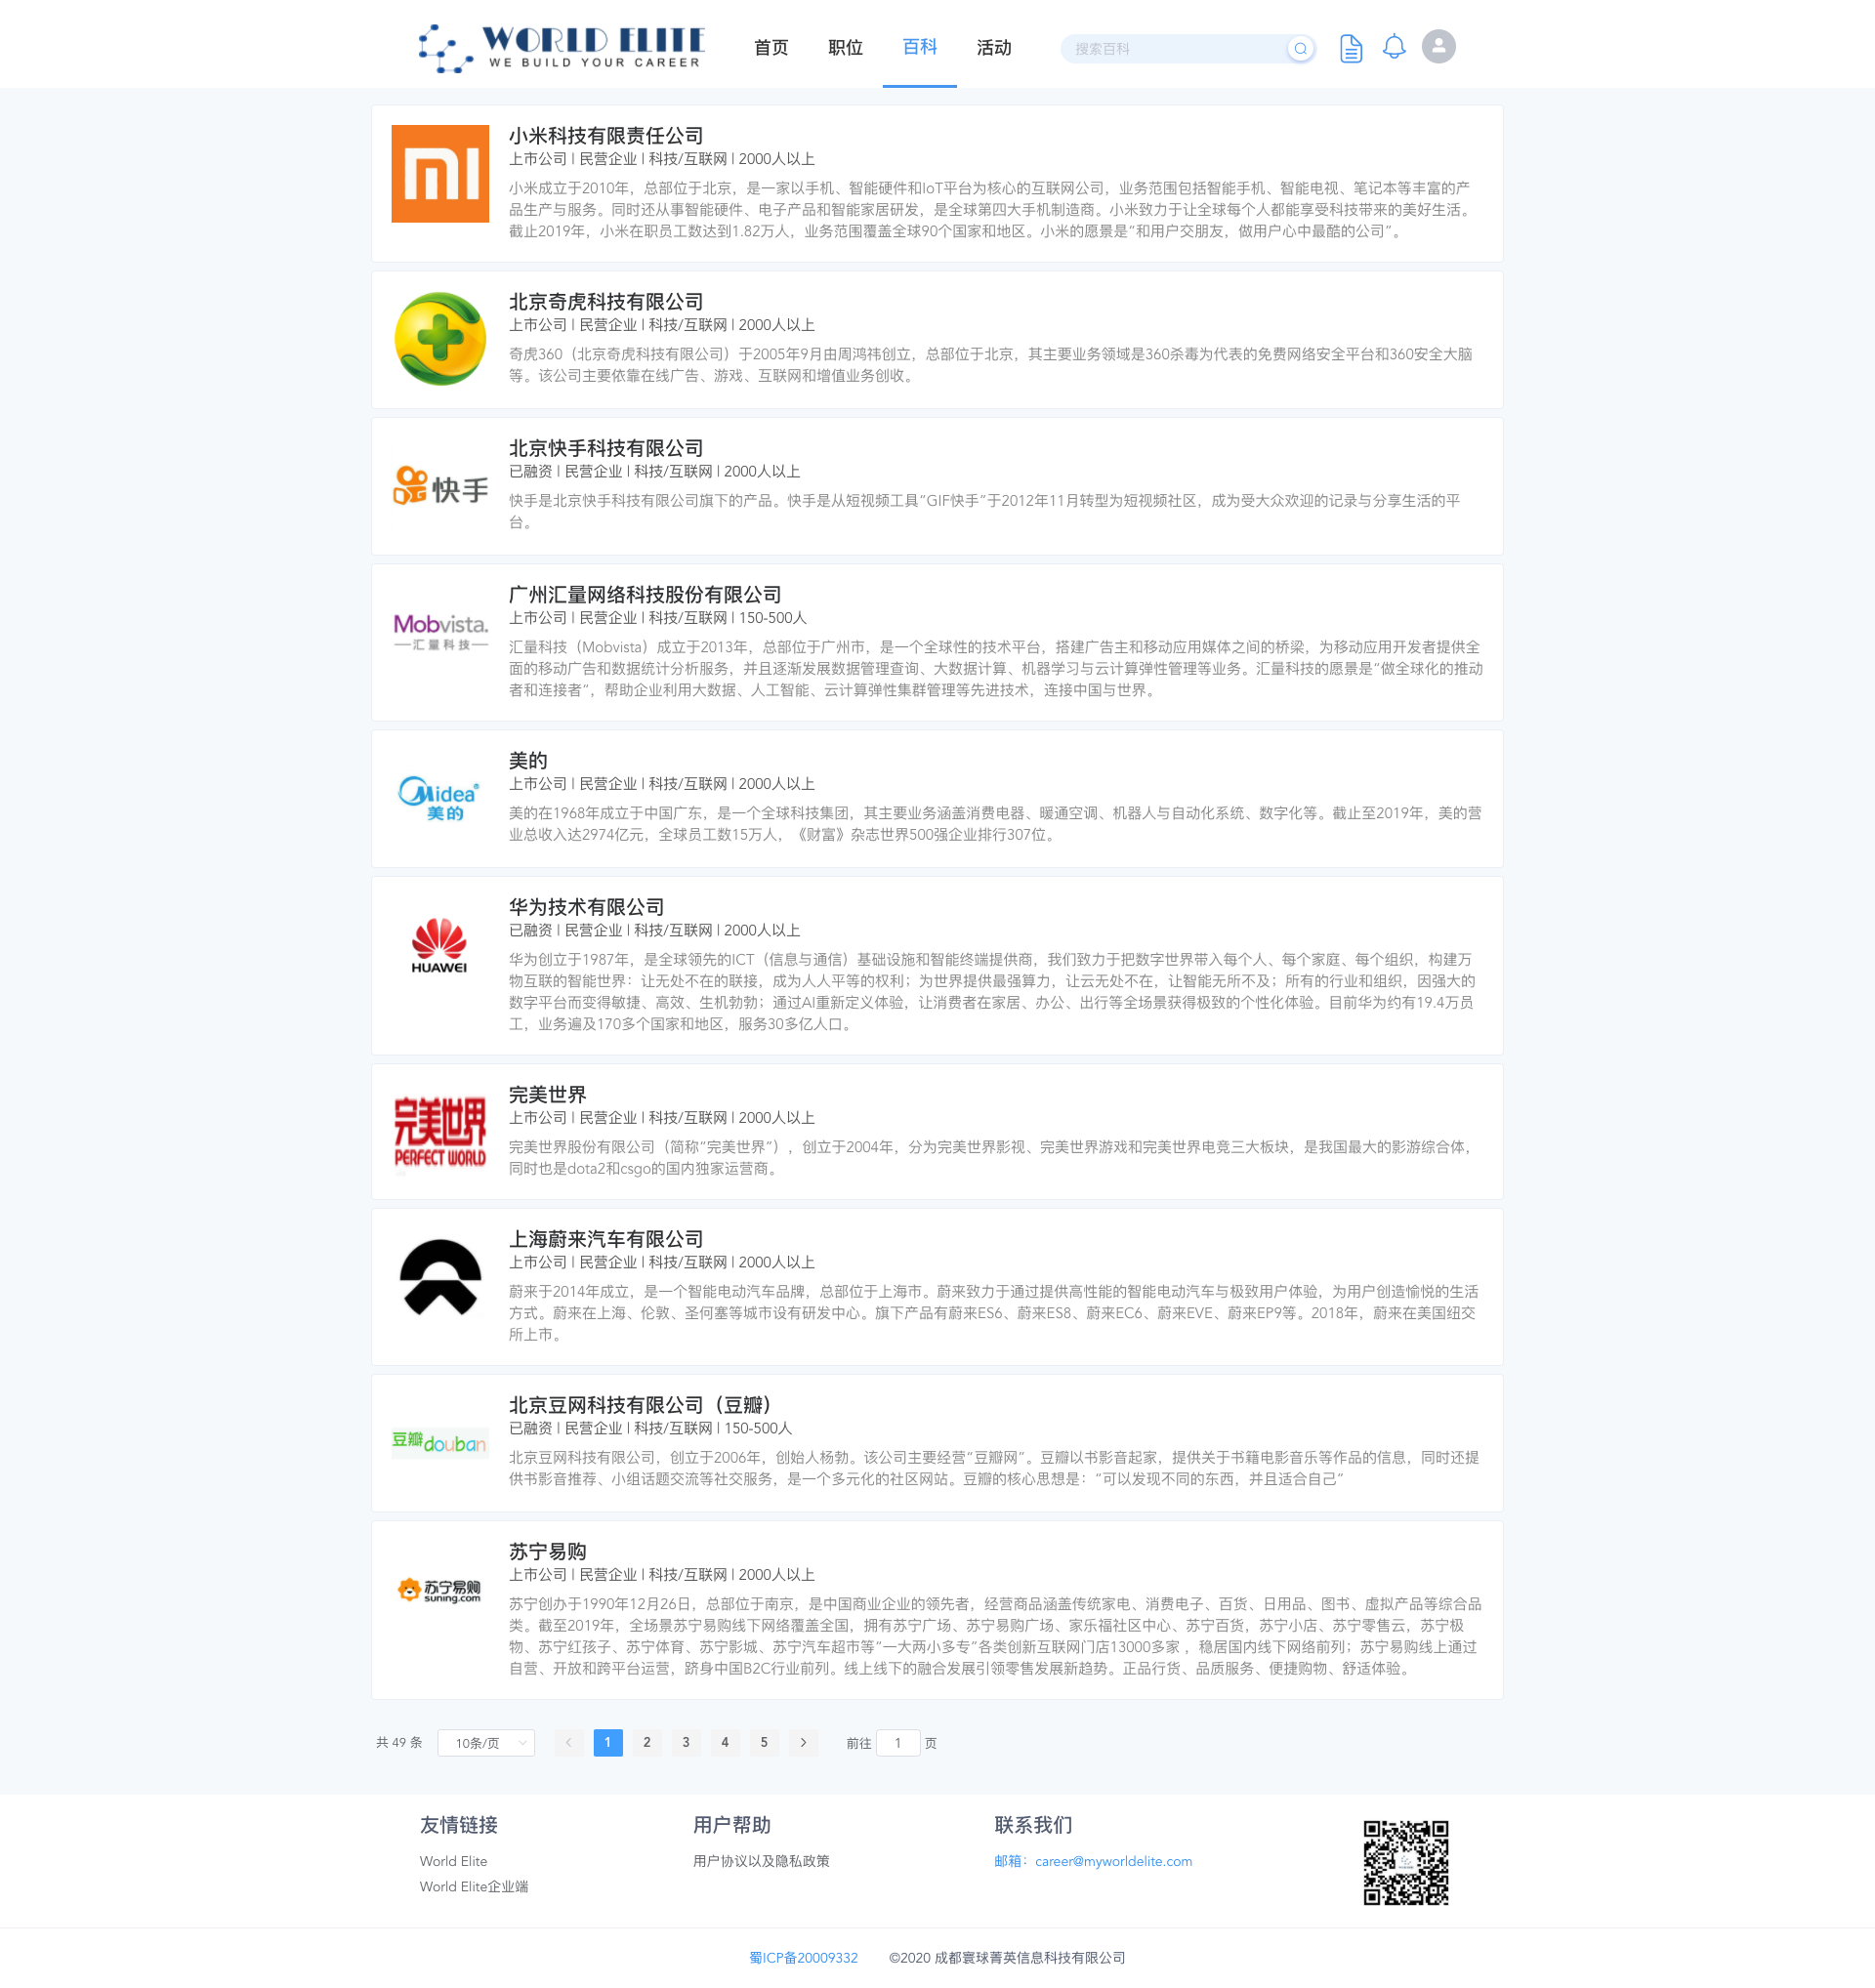 WORLD ELITE
WE BUILD YOUR CAREER
首页 职位 百科 活动
搜索百科
小米科技有限责任公司
上市公司 | 民营企业 | 科技/互联网 | 2000人以上
小米成立于2010年，总部位于北京，是一家以手机、智能硬件和IoT平台为核心的互联网公司，业务范围包括智能手机、智能电视、笔记本等丰富的产
品生产与服务。同时还从事智能硬件、电子产品和智能家居研发，是全球第四大手机制造商。小米致力于让全球每个人都能享受科技带来的美好生活。
截止2019年，小米在职员工数达到1.82万人，业务范围覆盖全球90个国家和地区。小米的愿景是“和用户交朋友，做用户心中最酷的公司”。
北京奇虎科技有限公司
上市公司 | 民营企业 | 科技/互联网 | 2000人以上
奇虎360（北京奇虎科技有限公司）于2005年9月由周鸿祎创立，总部位于北京，其主要业务领域是360杀毒为代表的免费网络安全平台和360安全大脑
等。该公司主要依靠在线广告、游戏、互联网和增值业务创收。
快手
北京快手科技有限公司
已融资 | 民营企业 | 科技/互联网 | 2000人以上
快手是北京快手科技有限公司旗下的产品。快手是从短视频工具“GIF快手”于2012年11月转型为短视频社区，成为受大众欢迎的记录与分享生活的平
台。
Mobvista.
汇量科技
广州汇量网络科技股份有限公司
上市公司 | 民营企业 | 科技/互联网 | 150-500人
汇量科技（Mobvista）成立于2013年，总部位于广州市，是一个全球性的技术平台，搭建广告主和移动应用媒体之间的桥梁，为移动应用开发者提供全
面的移动广告和数据统计分析服务，并且逐渐发展数据管理查询、大数据计算、机器学习与云计算弹性管理等业务。汇量科技的愿景是“做全球化的推动
者和连接者”，帮助企业利用大数据、人工智能、云计算弹性集群管理等先进技术，连接中国与世界。
Midea®
美的
美的
上市公司 | 民营企业 | 科技/互联网 | 2000人以上
美的在1968年成立于中国广东，是一个全球科技集团，其主要业务涵盖消费电器、暖通空调、机器人与自动化系统、数字化等。截止至2019年，美的营
业总收入达2974亿元，全球员工数15万人，《财富》杂志世界500强企业排行307位。
HUAWEI
华为技术有限公司
已融资 | 民营企业 | 科技/互联网 | 2000人以上
华为创立于1987年，是全球领先的ICT（信息与通信）基础设施和智能终端提供商，我们致力于把数字世界带入每个人、每个家庭、每个组织，构建万
物互联的智能世界：让无处不在的联接，成为人人平等的权利；为世界提供最强算力，让云无处不在，让智能无所不及；所有的行业和组织，因强大的
数字平台而变得敏捷、高效、生机勃勃；通过AI重新定义体验，让消费者在家居、办公、出行等全场景获得极致的个性化体验。目前华为约有19.4万员
工，业务遍及170多个国家和地区，服务30多亿人口。
完美世界
PERFECT WORLD
完美世界
上市公司 | 民营企业 | 科技/互联网 | 2000人以上
完美世界股份有限公司（简称“完美世界”），创立于2004年，分为完美世界影视、完美世界游戏和完美世界电竞三大板块，是我国最大的影游综合体，
同时也是dota2和csgo的国内独家运营商。
上海蔚来汽车有限公司
上市公司 | 民营企业 | 科技/互联网 | 2000人以上
蔚来于2014年成立，是一个智能电动汽车品牌，总部位于上海市。蔚来致力于通过提供高性能的智能电动汽车与极致用户体验，为用户创造愉悦的生活
方式。蔚来在上海、伦敦、圣何塞等城市设有研发中心。旗下产品有蔚来ES6、蔚来ES8、蔚来EC6、蔚来EVE、蔚来EP9等。2018年，蔚来在美国纽交
所上市。
豆瓣douban
北京豆网科技有限公司（豆瓣）
已融资 | 民营企业 | 科技/互联网 | 150-500人
北京豆网科技有限公司，创立于2006年，创始人杨勃。该公司主要经营“豆瓣网”。豆瓣以书影音起家，提供关于书籍电影音乐等作品的信息，同时还提
供书影音推荐、小组话题交流等社交服务，是一个多元化的社区网站。豆瓣的核心思想是：“可以发现不同的东西，并且适合自己”
苏宁易购
suning.com
苏宁易购
上市公司 | 民营企业 | 科技/互联网 | 2000人以上
苏宁创办于1990年12月26日，总部位于南京，是中国商业企业的领先者，经营商品涵盖传统家电、消费电子、百货、日用品、图书、虚拟产品等综合品
类。截至2019年，全场景苏宁易购线下网络覆盖全国，拥有苏宁广场、苏宁易购广场、家乐福社区中心、苏宁百货，苏宁小店、苏宁零售云，苏宁极
物、苏宁红孩子、苏宁体育、苏宁影城、苏宁汽车超市等“一大两小多专”各类创新互联网门店13000多家 ，稳居国内线下网络前列；苏宁易购线上通过
自营、开放和跨平台运营，跻身中国B2C行业前列。线上线下的融合发展引领零售发展新趋势。正品行货、品质服务、便捷购物、舒适体验。
共 49 条 10条/页 1 2 3 4 5 前往 1 页
友情链接 用户帮助 联系我们
World Elite 用户协议以及隐私政策 邮箱：career@myworldelite.com
World Elite企业端
蜀ICP备20009332 ©2020 成都寰球菁英信息科技有限公司